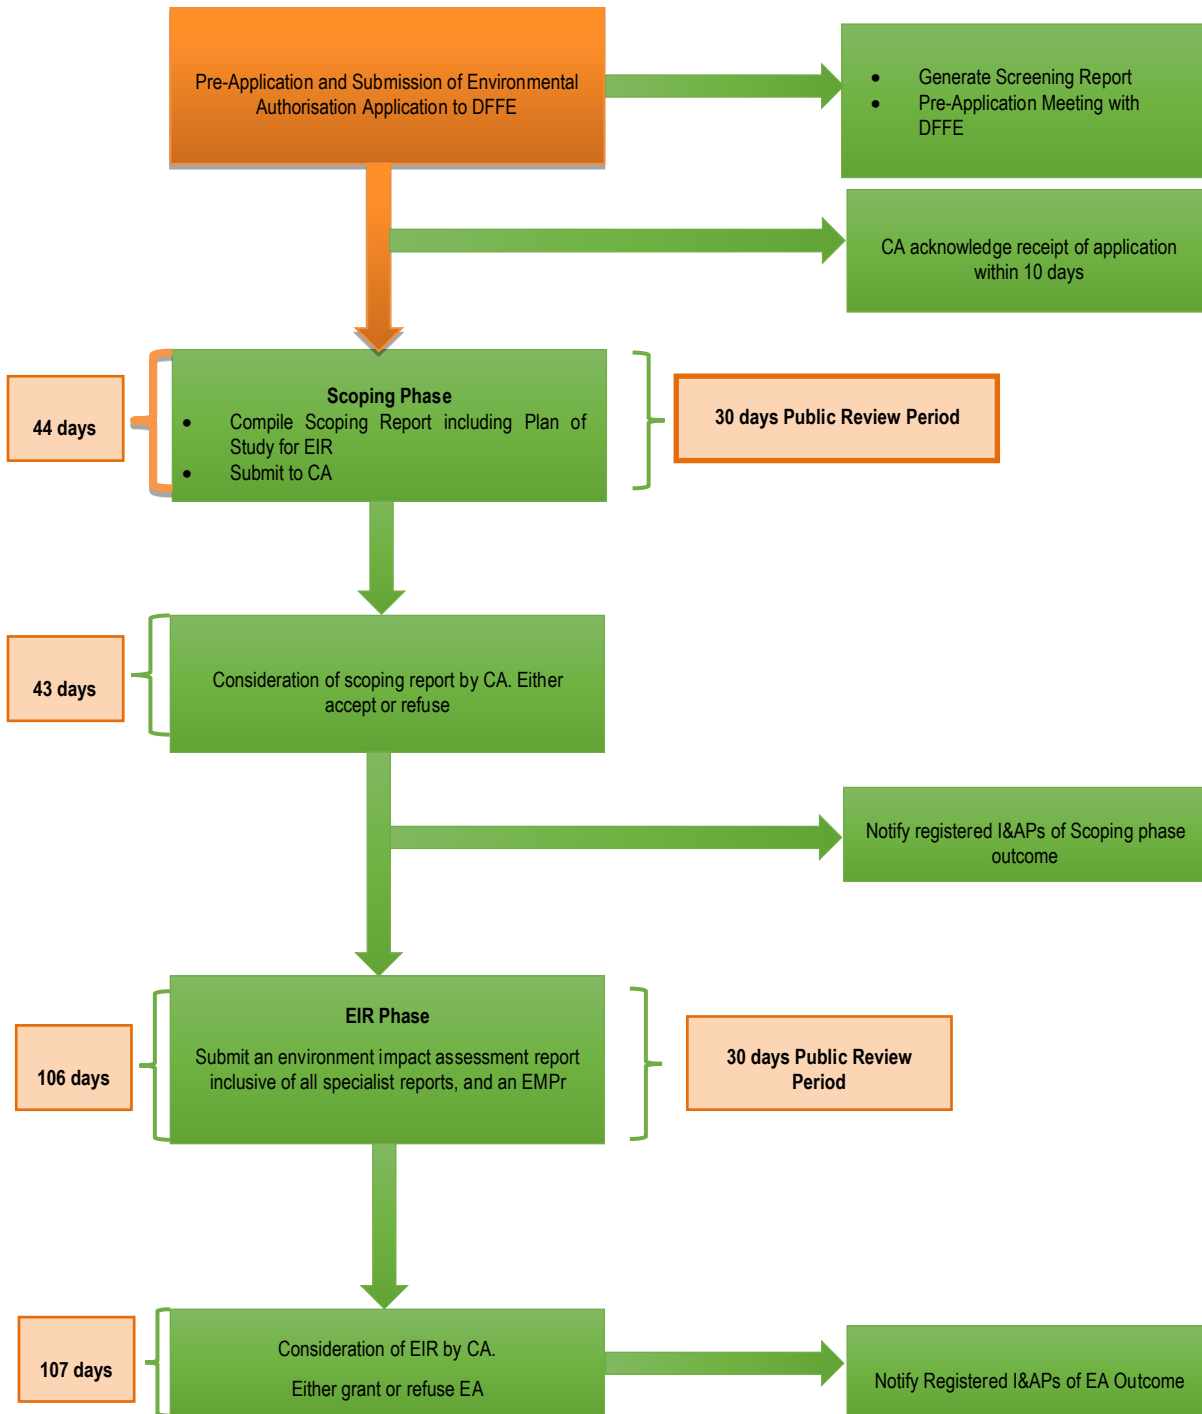 Pre-Application and Submission of Environmental
Authorisation Application to DFFE
• Generate Screening Report
• Pre-Application Meeting with
DFFE
CA acknowledge receipt of application
within 10 days
44 days
Scoping Phase
• Compile Scoping Report including Plan of
Study for EIR
• Submit to CA
30 days Public Review Period
43 days
Consideration of scoping report by CA. Either
accept or refuse
Notify registered I&APs of Scoping phase
outcome
106 days
EIR Phase
Submit an environment impact assessment report
inclusive of all specialist reports, and an EMPr
30 days Public Review
Period
107 days
Consideration of EIR by CA.
Either grant or refuse EA
Notify Registered I&APs of EA Outcome